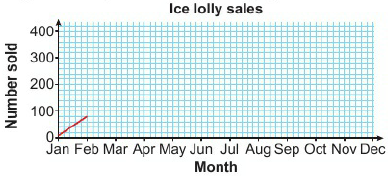 Ice lolly sales
400
300
200
100
0
Number sold
Jan Feb Mar Apr May Jun Jul Aug Sep Oct Nov Dec
Month